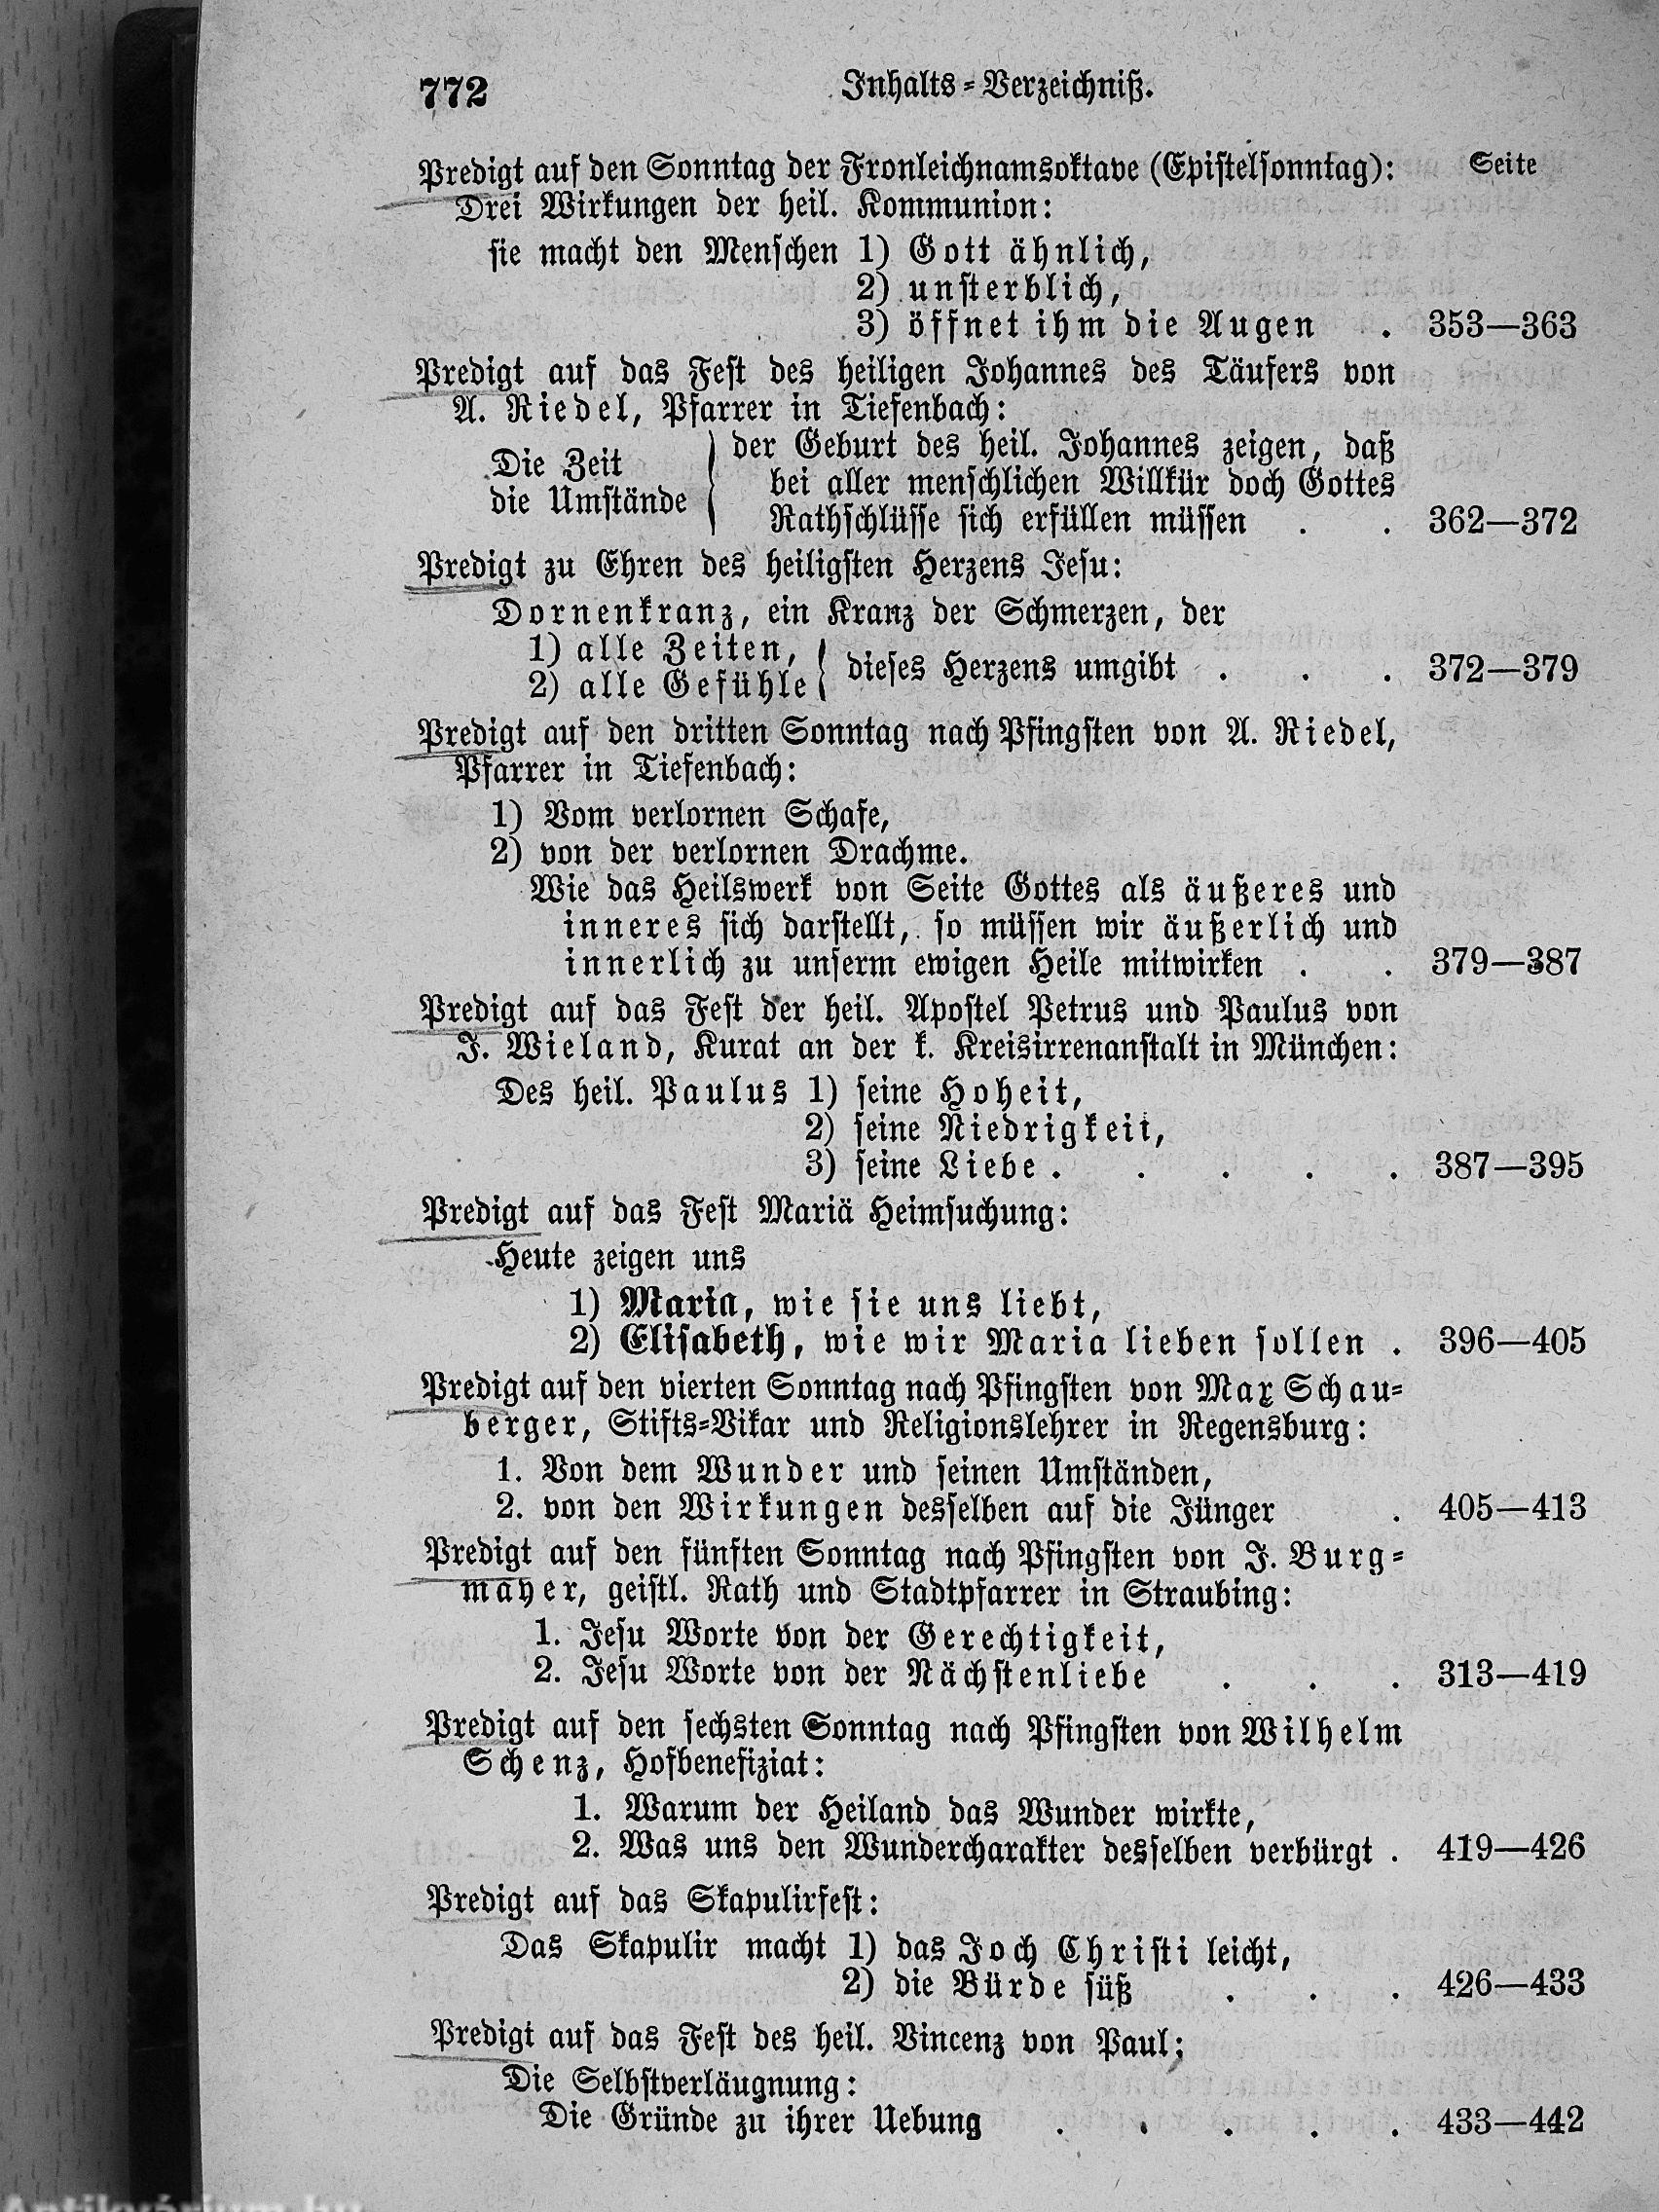 772 Inhalts-Verzeichniß.
Predigt auf den Sonntag der Fronleichnamsoktave (Epistelsonntag): Seite
Drei Wirkungen der heil. Kommunion:
sie macht den Menschen 1) Gott ähnlich,
2) unsterblich,
3) öffnet ihm die Augen . 353—363
Predigt auf das Fest des heiligen Johannes des Täufers von
A. Riedel, Pfarrer in Tiefenbach:
Die Zeit
die Umstände
der Geburt des heil. Johannes zeigen, daß
bei aller menschlichen Willkür doch Gottes
Rathschlüsse sich erfüllen müssen . . 362—372
Predigt zu Ehren des heiligsten Herzens Jesu:
Dornenkranz, ein Kranz der Schmerzen, der
1) alle Zeiten,
2) alle Gefühle
dieses Herzens umgibt . . . 372—379
Predigt auf den dritten Sonntag nach Pfingsten von A. Riedel,
Pfarrer in Tiefenbach:
1) Vom verlornen Schafe,
2) von der verlornen Drachme.
Wie das Heilswerk von Seite Gottes als äußeres und
inneres sich darstellt, so müssen wir äußerlich und
innerlich zu unserm ewigen Heile mitwirken . . 379—387
Predigt auf das Fest der heil. Apostel Petrus und Paulus von
J. Wieland, Kurat an der k. Kreisirrenanstalt in München:
Des heil. Paulus 1) seine Hoheit,
2) seine Niedrigkeit,
3) seine Liebe . . . . . 387—395
Predigt auf das Fest Mariä Heimsuchung:
Heute zeigen uns
1) Maria, wie sie uns liebt,
2) Elisabeth, wie wir Maria lieben sollen . 396—405
Predigt auf den vierten Sonntag nach Pfingsten von Max Schau-
berger, Stifts-Vikar und Religionslehrer in Regensburg:
1. Von dem Wunder und seinen Umständen,
2. von den Wirkungen desselben auf die Jünger . 405—413
Predigt auf den fünften Sonntag nach Pfingsten von J. Burg-
mayer, geistl. Rath und Stadtpfarrer in Straubing:
1. Jesu Worte von der Gerechtigkeit,
2. Jesu Worte von der Nächstenliebe . . . 313—419
Predigt auf den sechsten Sonntag nach Pfingsten von Wilhelm
Schenz, Hofbenefiziat:
1. Warum der Heiland das Wunder wirkte,
2. Was uns den Wundercharakter desselben verbürgt . 419—426
Predigt auf das Skapulirfest:
Das Skapulir macht 1) das Joch Christi leicht,
2) die Bürde süß . . . 426—433
Predigt auf das Fest des heil. Vincenz von Paul;
Die Selbstverläugnung:
Die Gründe zu ihrer Uebung . . . . . 433—442